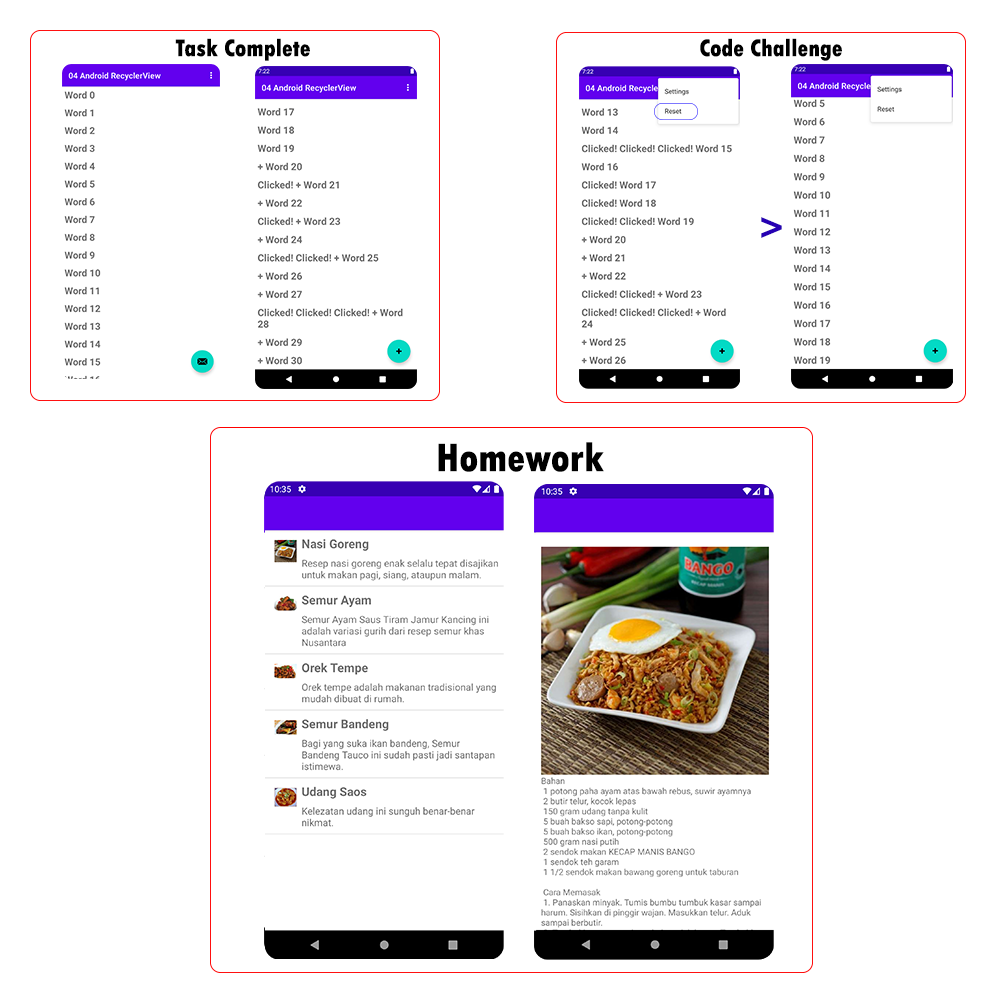 Task Complete
04 Android RecyclerView
Word 0
Word 1
Word 2
Word 3
Word 4
Word 5
Word 6
Word 7
Word 8
Word 9
Word 10
Word 11
Word 12
Word 13
Word 14
Word 15
7:22
04 Android RecyclerView
Word 17
Word 18
Word 19
+ Word 20
Clicked! + Word 21
+ Word 22
Clicked! + Word 23
+ Word 24
Clicked! Clicked! + Word 25
+ Word 26
+ Word 27
Clicked! Clicked! Clicked! + Word
28
+ Word 29
+ Word 30
+
Code Challenge
7:22
04 Android Recycle
Settings
Reset
Word 13
Word 14
Clicked! Clicked! Clicked! Word 15
Word 16
Clicked! Word 17
Clicked! Word 18
Clicked! Clicked! Word 19
+ Word 20
+ Word 21
+ Word 22
Clicked! + Word 23
Clicked! Clicked! Clicked! + Word
24
+ Word 25
+ Word 26
+
>
7:22
04 Android Recycle
Settings
Reset
Word 5
Word 6
Word 7
Word 8
Word 9
Word 10
Word 11
Word 12
Word 13
Word 14
Word 15
Word 16
Word 17
Word 18
Word 19
+
Homework
10:35
Nasi Goreng
Resep nasi goreng enak selalu tepat disajikan
untuk makan pagi, siang, ataupun malam.
Semur Ayam
Semur Ayam Saus Tiram Jamur Kancing ini
adalah variasi gurih dari resep semur khas
Nusantara
Orek Tempe
Orek tempe adalah makanan tradisional yang
mudah dibuat di rumah.
Semur Bandeng
Bagi yang suka ikan bandeng, Semur
Bandeng Tauco ini sudah pasti jadi santapan
istimewa.
Udang Saos
Kelezatan udang ini sunguh benar-benar
nikmat.
10:35
BANGO
Bahan
1 potong paha ayam atas bawah rebus, suwir ayamnya
2 butir telur, kocok lepas
150 gram udang tanpa kulit
5 buah bakso sapi, potong-potong
5 buah bakso ikan, potong-potong
500 gram nasi putih
2 sendok makan KECAP MANIS BANGO
1 sendok teh garam
1 1/2 sendok makan bawang goreng untuk taburan
Cara Memasak
1. Panaskan minyak. Tumis bumbu tumbuk kasar sampai
harum. Sisihkan di pinggir wajan. Masukkan telur. Aduk
sampai berbutir.